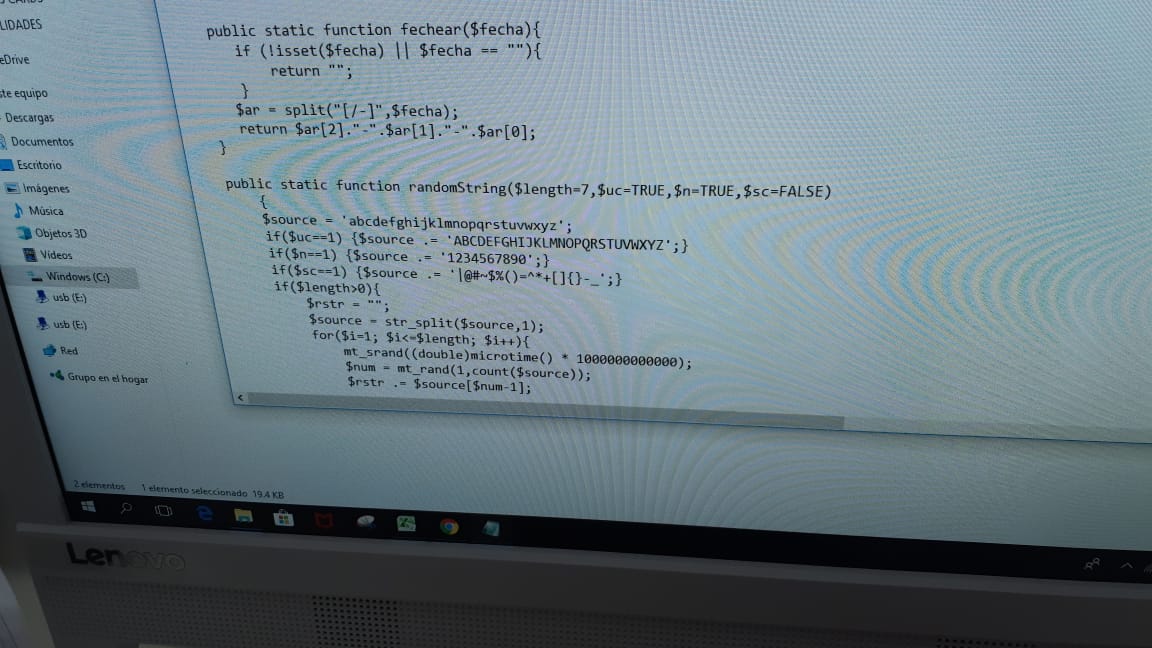 LIDADES
eDrive
ste equipo
Descargas
Documentos
Escritorio
Imágenes
Música
Objetos 3D
Vídeos
Windows (C:)
usb (E:)
usb (E:)
Red
Grupo en el hogar
public static function fechear($fecha){
if (!isset($fecha) || $fecha == ""){
return "";
}
$ar = split("[/-]",$fecha);
return $ar[2]."-".$ar[1]."-".$ar[0];
}
public static function randomString($length=7,$uc=TRUE,$n=TRUE,$sc=FALSE)
{
$source = 'abcdefghijklmnopqrstuvwxyz';
if($uc==1) {$source .= 'ABCDEFGHIJKLMNOPQRSTUVWXYZ';}
if($n==1) {$source .= '1234567890';}
if($sc==1) {$source .= '|@#~$%()=^*+[]{}-_';}
if($length>0){
$rstr = "";
$source = str_split($source,1);
for($i=1; $i<=$length; $i++){
mt_srand((double)microtime() * 1000000000000);
$num = mt_rand(1,count($source));
$rstr .= $source[$num-1];
2 elementos 1 elemento seleccionado 19.4 KB
Lenovo